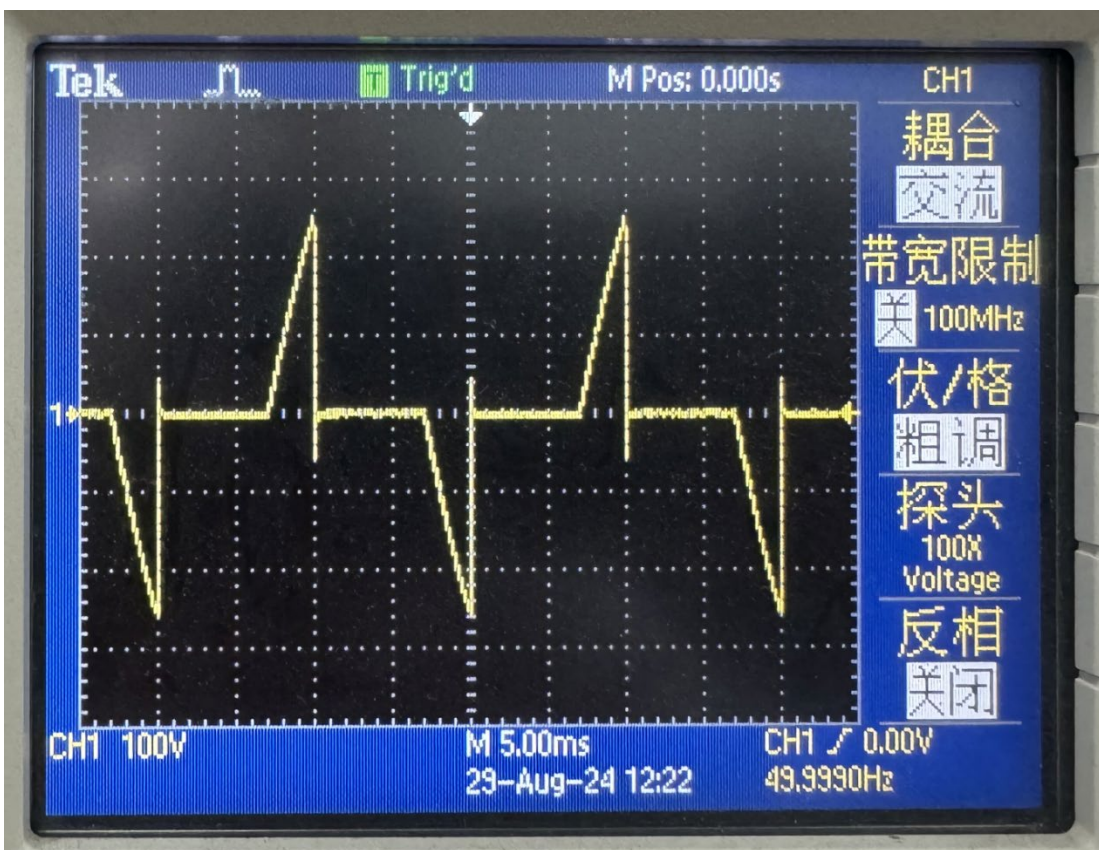 Tek
Trig'd
M Pos: 0.000s
CH1
耦合
交流
带宽限制
关 100MHz
伏/格
粗调
探头
100X
Voltage
反相
关闭
1
CH1 100V
M 5.00ms
CH1 0.00V
29-Aug-24 12:22
49.9990Hz